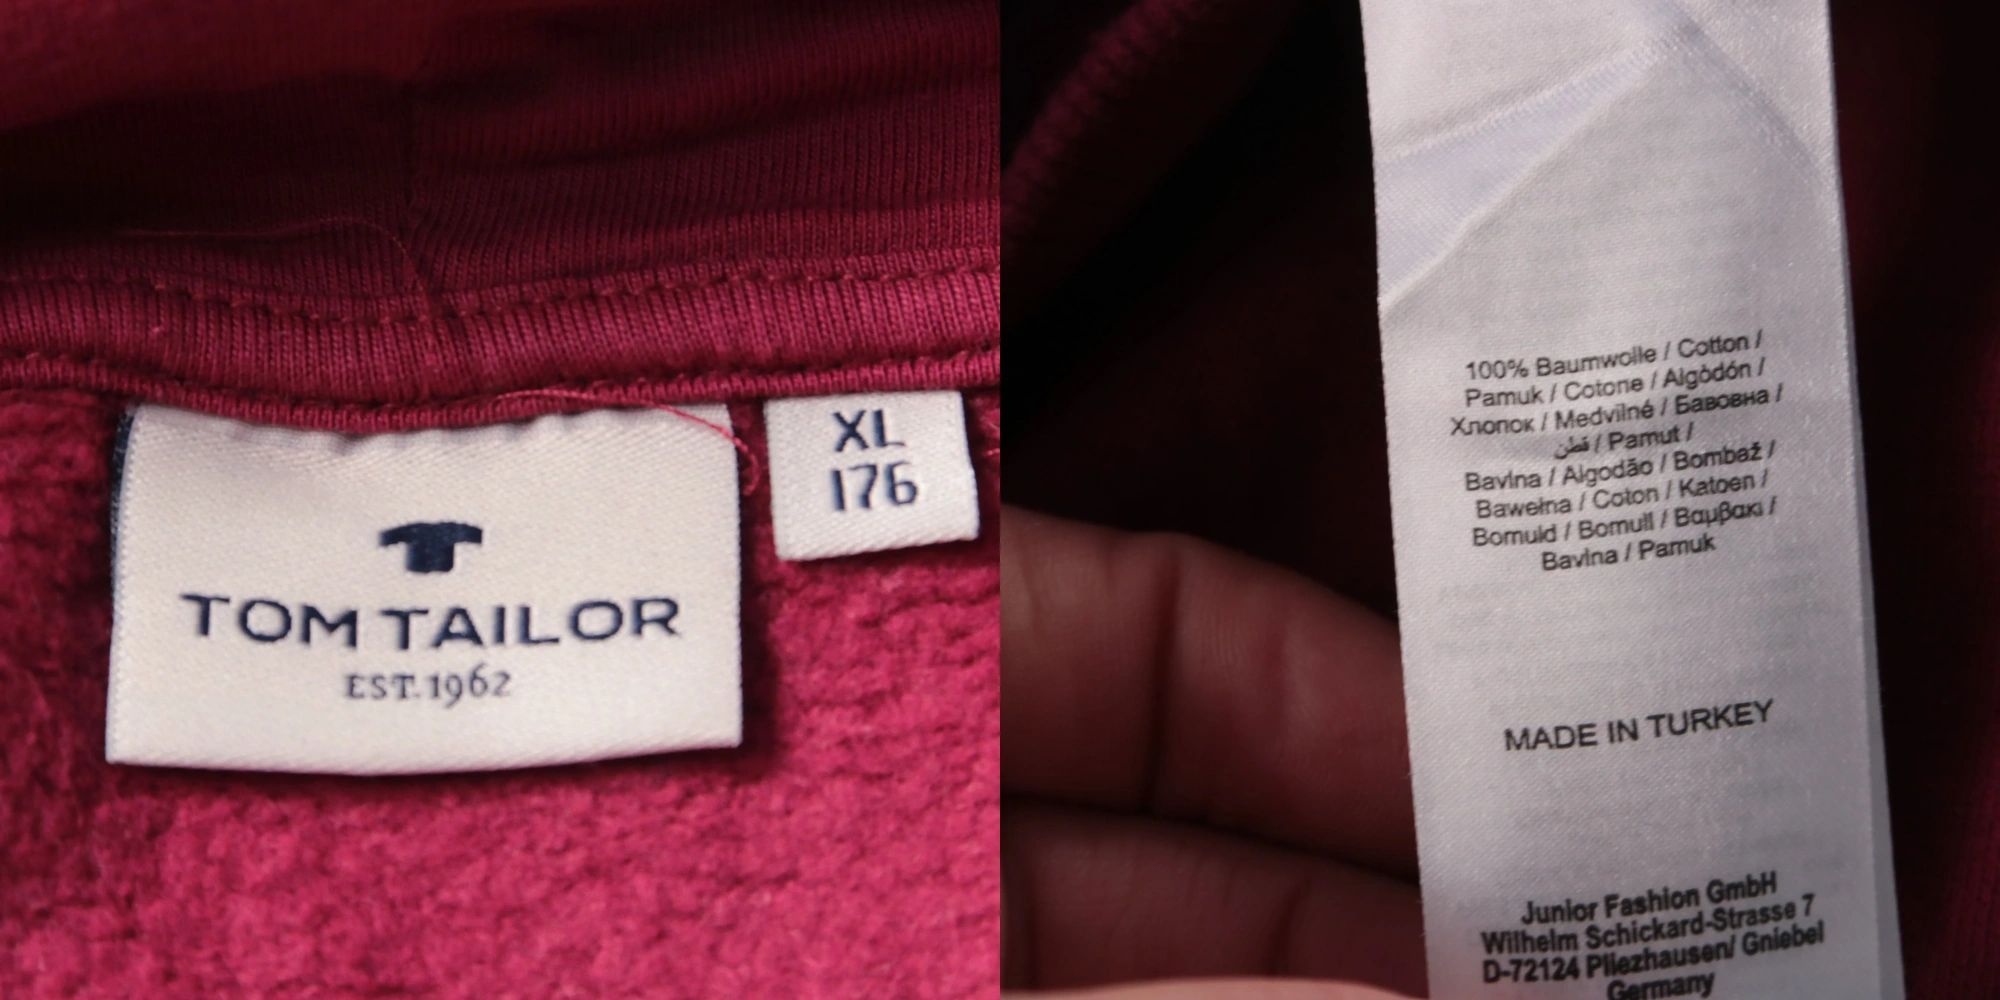 TOM TAILOR
EST. 1962
XL
176
100% Baumwolle / Cotton /
Pamuk / Cotone / Algòdón /
Хлопок / Medvilné / Бавовна /
قطن / Pamut /
Bavlna / Algodão / Bombaž /
Bawełna / Coton / Katoen /
Bomuld / Bomull / Βαμβακι /
Bavlna / Pamuk
MADE IN TURKEY
Junior Fashion GmbH
Wilhelm Schickard-Strasse 7
D-72124 Pliezhausen/ Gniebel
Germany